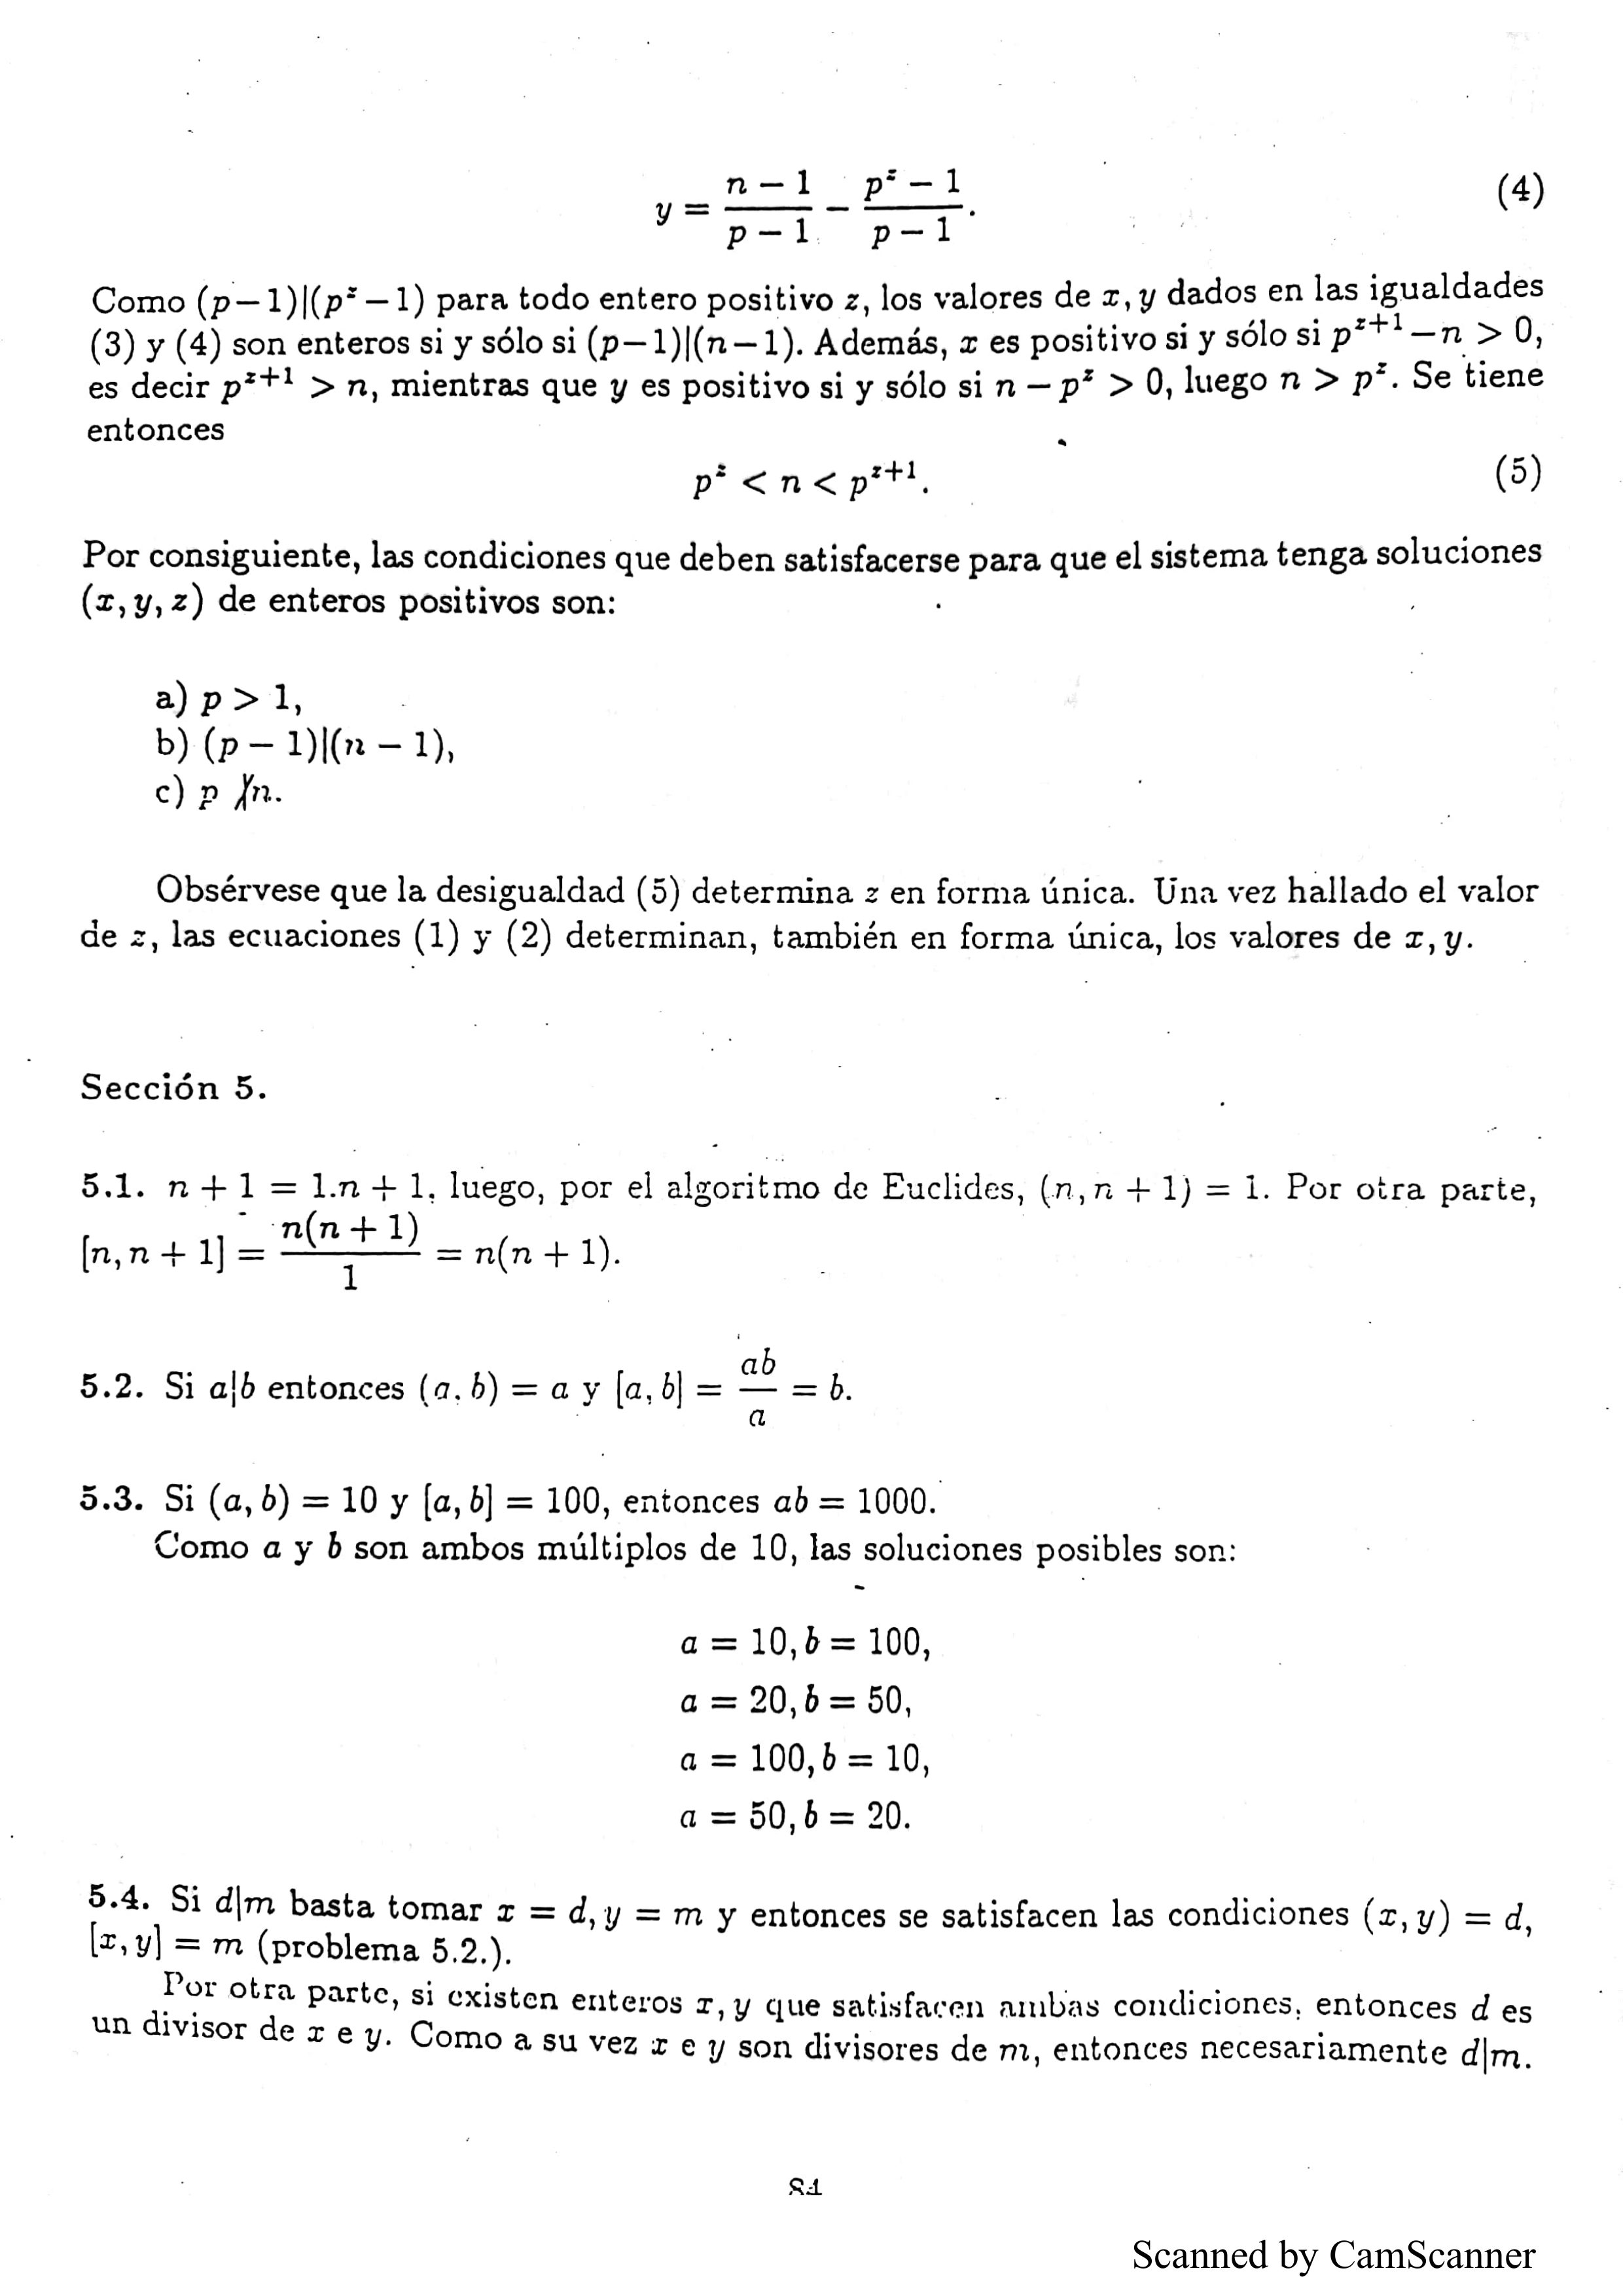 y = \frac{n-1}{p-1} - \frac{p^z-1}{p-1}. (4)
Como (p-1)|(p^z-1) para todo entero positivo z, los valores de x, y dados en las igualdades
(3) y (4) son enteros si y sólo si (p-1)|(n-1). Además, x es positivo si y sólo si p^{z+1}-n > 0,
es decir p^{z+1} > n, mientras que y es positivo si y sólo si n - p^z > 0, luego n > p^z. Se tiene
entonces
p^z < n < p^{z+1}. (5)
Por consiguiente, las condiciones que deben satisfacerse para que el sistema tenga soluciones
(x, y, z) de enteros positivos son:
a) p > 1,
b) (p - 1)|(n - 1),
c) p ∤ n.
Obsérvese que la desigualdad (5) determina z en forma única. Una vez hallado el valor
de z, las ecuaciones (1) y (2) determinan, también en forma única, los valores de x, y.
Sección 5.
5.1. n + 1 = 1.n + 1, luego, por el algoritmo de Euclides, (n, n + 1) = 1. Por otra parte,
[n, n + 1] = \frac{n(n + 1)}{1} = n(n + 1).
5.2. Si a|b entonces (a, b) = a y [a, b] = \frac{ab}{a} = b.
5.3. Si (a, b) = 10 y [a, b] = 100, entonces ab = 1000.
Como a y b son ambos múltiplos de 10, las soluciones posibles son:
a = 10, b = 100,
a = 20, b = 50,
a = 100, b = 10,
a = 50, b = 20.
5.4. Si d|m basta tomar x = d, y = m y entonces se satisfacen las condiciones (x, y) = d,
[x, y] = m (problema 5.2.).
Por otra parte, si existen enteros x, y que satisfacen ambas condiciones, entonces d es
un divisor de x e y. Como a su vez x e y son divisores de m, entonces necesariamente d|m.
84
Scanned by CamScanner